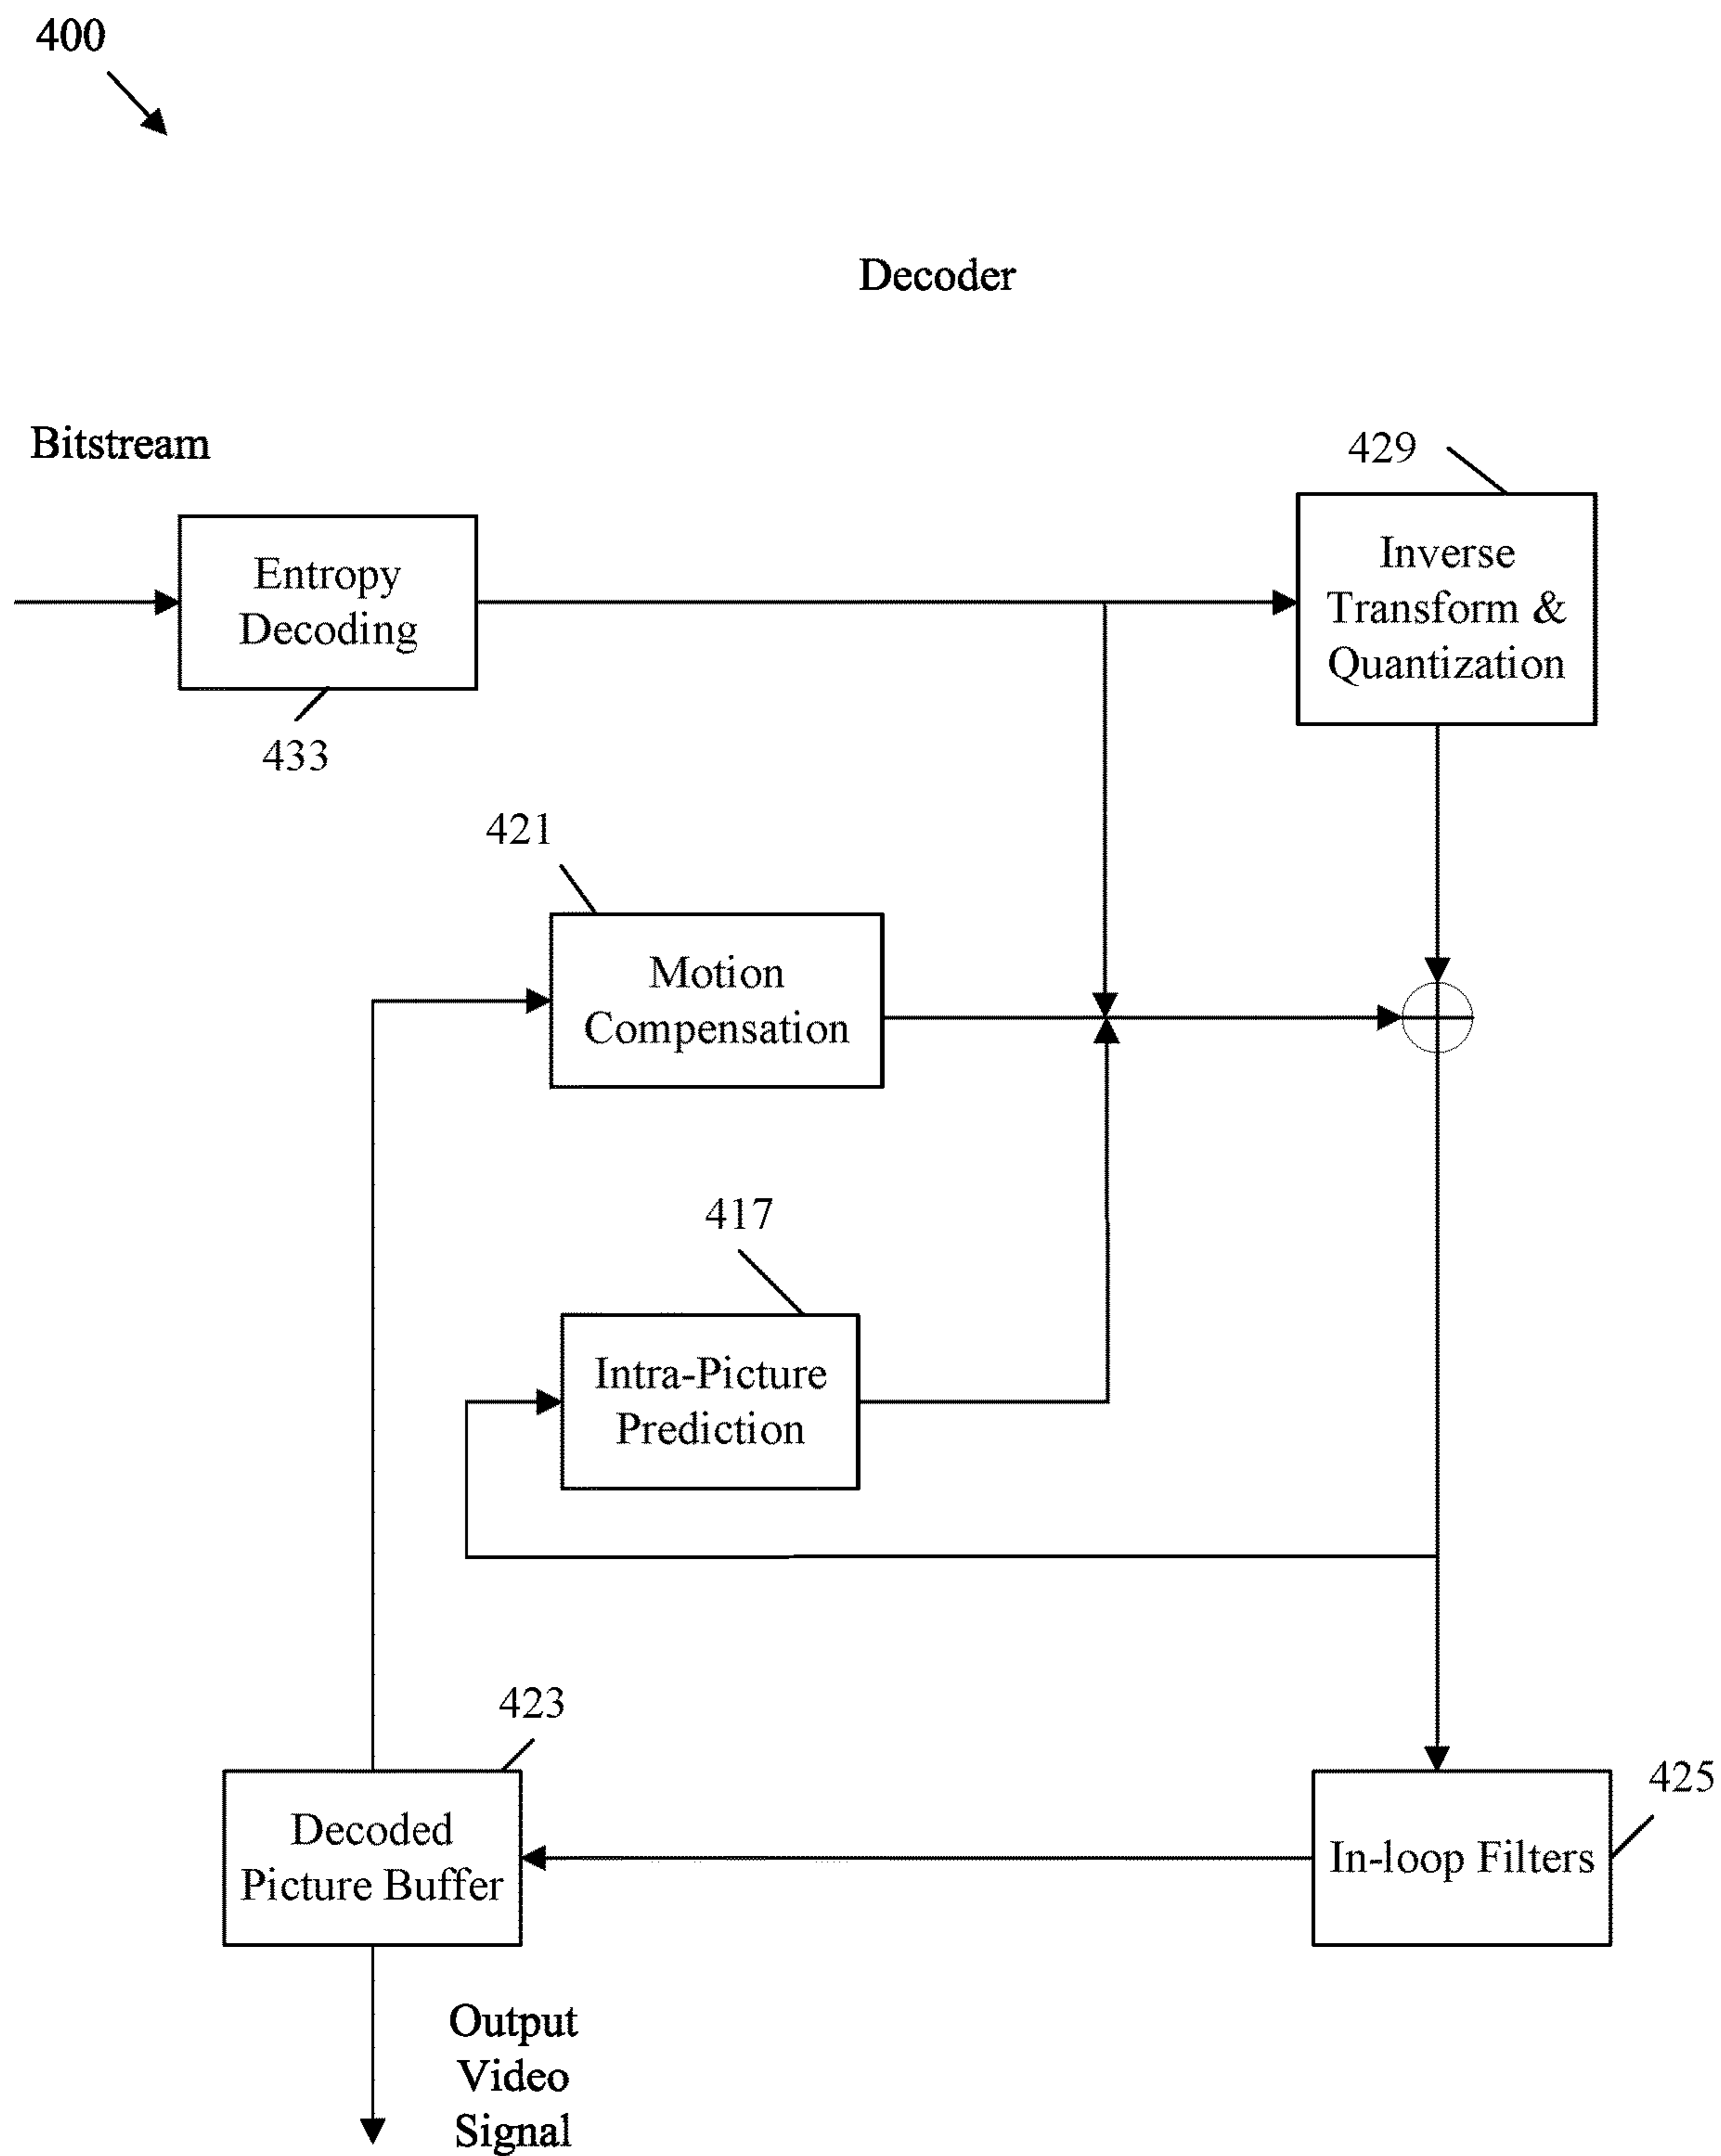 400
Decoder
Bitstream
429
Entropy
Decoding
Inverse
Transform &
Quantization
433
421
Motion
Compensation
417
Intra-Picture
Prediction
423
Decoded
Picture Buffer
425
In-loop Filters
Output
Video
Signal